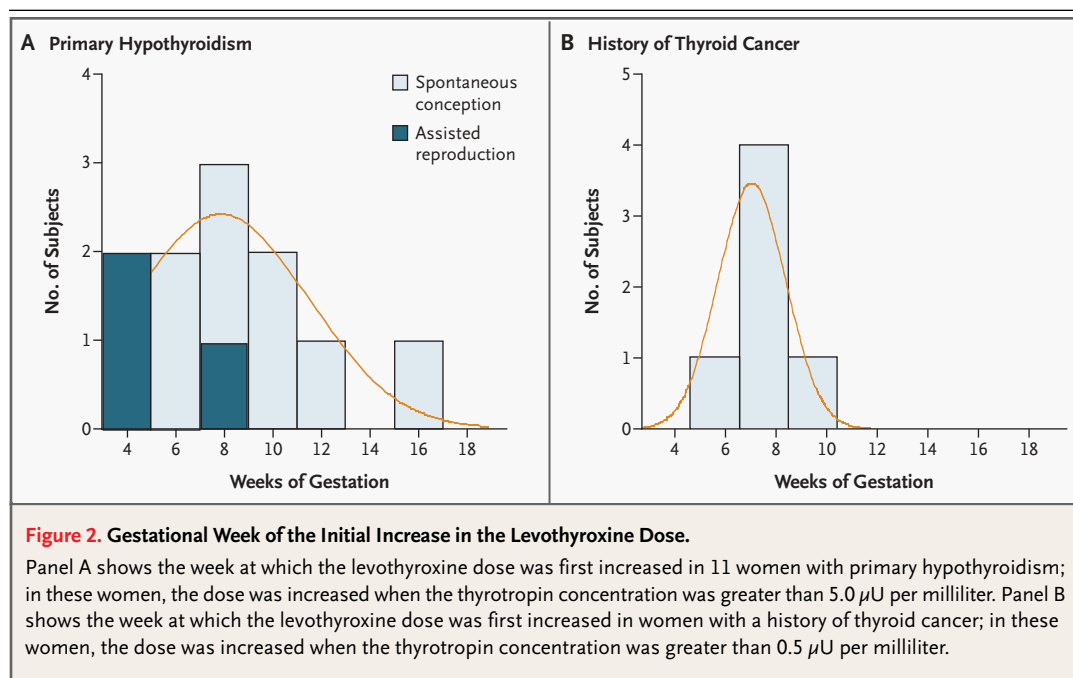 A Primary Hypothyroidism
4
3
2
1
0
No. of Subjects
4 6 8 10 12 14 16 18
Weeks of Gestation
Spontaneous
conception
Assisted
reproduction
B History of Thyroid Cancer
5
4
3
2
1
0
No. of Subjects
4 6 8 10 12 14 16 18
Weeks of Gestation
Figure 2. Gestational Week of the Initial Increase in the Levothyroxine Dose.
Panel A shows the week at which the levothyroxine dose was first increased in 11 women with primary hypothyroidism;
in these women, the dose was increased when the thyrotropin concentration was greater than 5.0 μU per milliliter. Panel B
shows the week at which the levothyroxine dose was first increased in women with a history of thyroid cancer; in these
women, the dose was increased when the thyrotropin concentration was greater than 0.5 μU per milliliter.